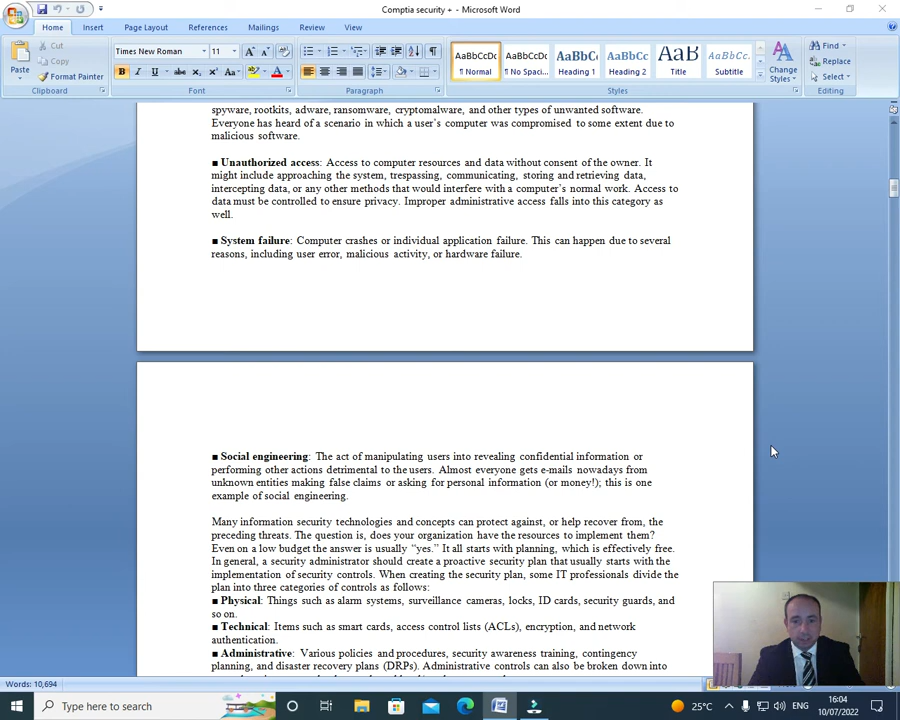 Comptia security + - Microsoft Word
Home Insert Page Layout References Mailings Review View
Paste
Cut
Copy
Format Painter
Clipboard
Times New Roman 11
Font
Paragraph
AaBbCcDc ¶ Normal
AaBbCcDc ¶ No Spaci...
AaBbC Heading 1
AaBbCc Heading 2
AaB Title
AaBbCc. Subtitle
Change Styles
Styles
Find
Replace
Select
Editing
spyware, rootkits, adware, ransomware, cryptomalware, and other types of unwanted software.
Everyone has heard of a scenario in which a user's computer was compromised to some extent due to
malicious software.
■ Unauthorized access: Access to computer resources and data without consent of the owner. It
might include approaching the system, trespassing, communicating, storing and retrieving data,
intercepting data, or any other methods that would interfere with a computer's normal work. Access to
data must be controlled to ensure privacy. Improper administrative access falls into this category as
well.
■ System failure: Computer crashes or individual application failure. This can happen due to several
reasons, including user error, malicious activity, or hardware failure.
■ Social engineering: The act of manipulating users into revealing confidential information or
performing other actions detrimental to the users. Almost everyone gets e-mails nowadays from
unknown entities making false claims or asking for personal information (or money!); this is one
example of social engineering.
Many information security technologies and concepts can protect against, or help recover from, the
preceding threats. The question is, does your organization have the resources to implement them?
Even on a low budget the answer is usually "yes." It all starts with planning, which is effectively free.
In general, a security administrator should create a proactive security plan that usually starts with the
implementation of security controls. When creating the security plan, some IT professionals divide the
plan into three categories of controls as follows:
■ Physical: Things such as alarm systems, surveillance cameras, locks, ID cards, security guards, and
so on.
■ Technical: Items such as smart cards, access control lists (ACLs), encryption, and network
authentication.
■ Administrative: Various policies and procedures, security awareness training, contingency
planning, and disaster recovery plans (DRPs). Administrative controls can also be broken down into
Words: 10,694
Type here to search
25°C
ENG
16:04
10/07/2022